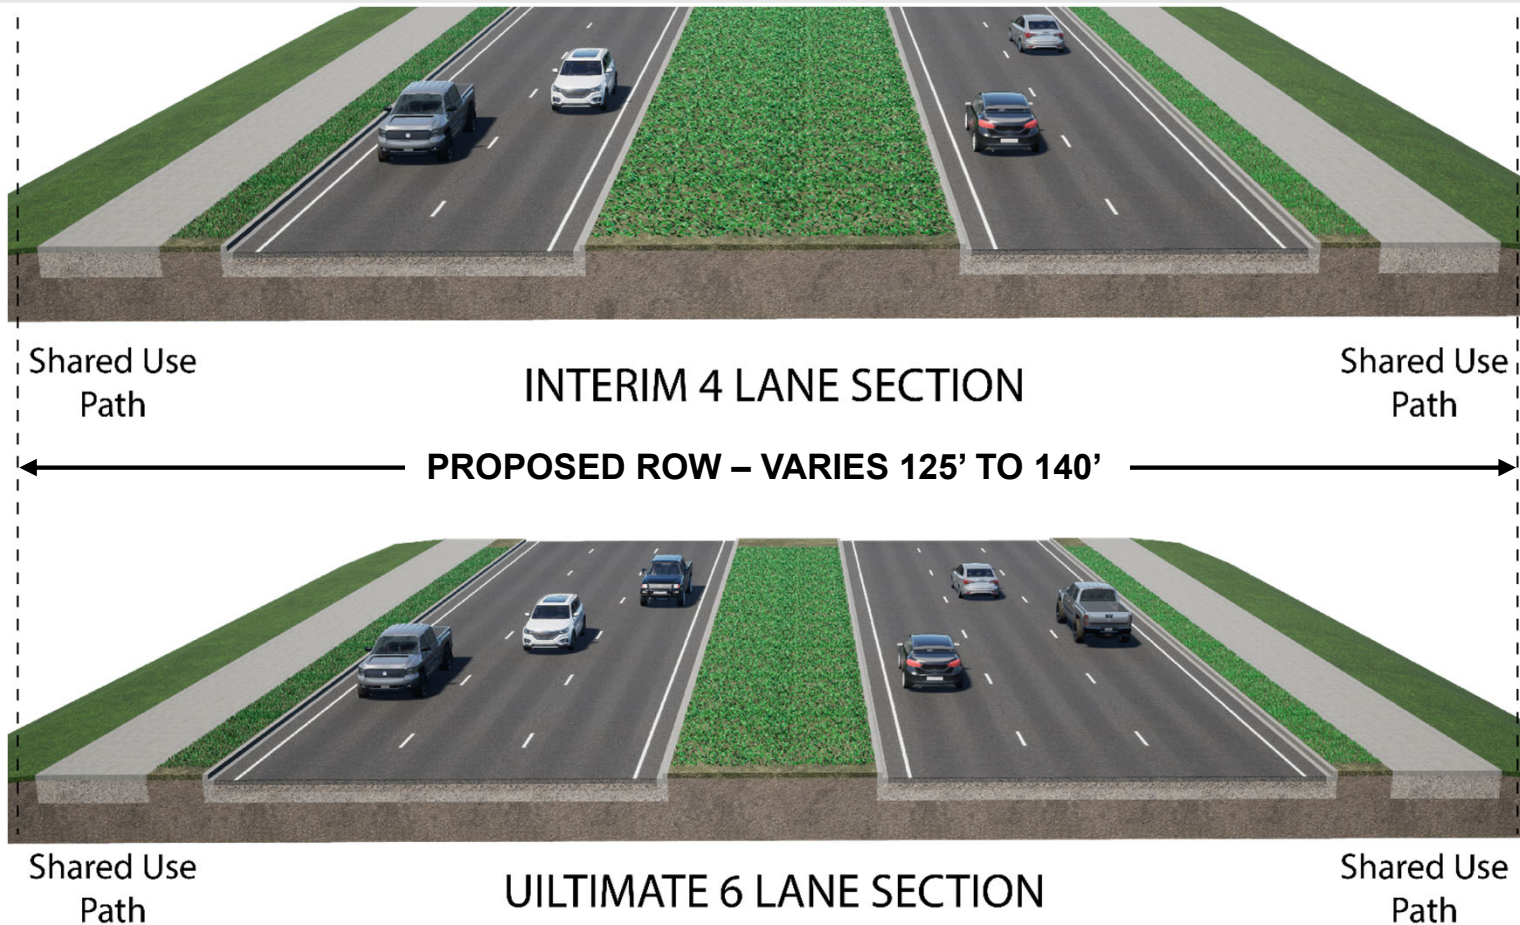 Shared Use
Path
INTERIM 4 LANE SECTION
Shared Use
Path
PROPOSED ROW – VARIES 125’ TO 140’
Shared Use
Path
UILTIMATE 6 LANE SECTION
Shared Use
Path